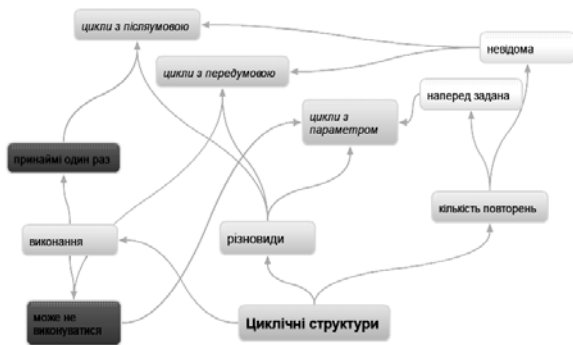 цикли з післяумовою
невідома
цикли з передумовою
наперед задана
цикли з
параметром
принаймі один раз
кількість повторень
виконання
різновиди
може не
виконуватися
Циклічні структури